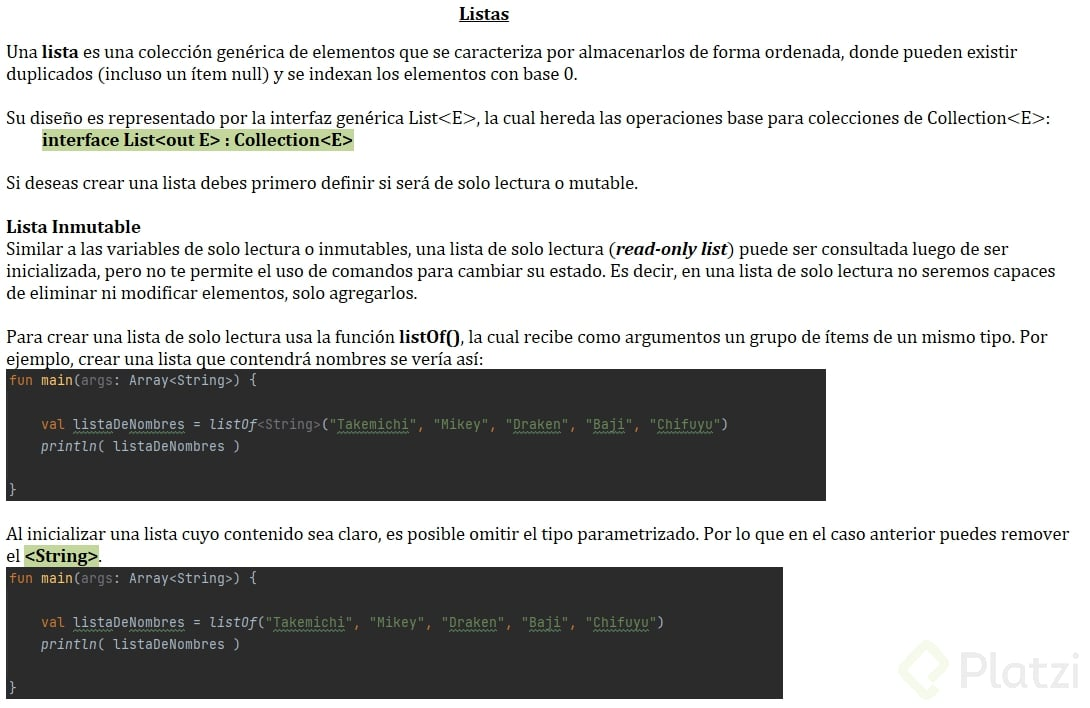 Listas
Una lista es una colección genérica de elementos que se caracteriza por almacenarlos de forma ordenada, donde pueden existir
duplicados (incluso un ítem null) y se indexan los elementos con base 0.
Su diseño es representado por la interfaz genérica List<E>, la cual hereda las operaciones base para colecciones de Collection<E>:
interface List<out E> : Collection<E>
Si deseas crear una lista debes primero definir si será de solo lectura o mutable.
Lista Inmutable
Similar a las variables de solo lectura o inmutables, una lista de solo lectura (read-only list) puede ser consultada luego de ser
inicializada, pero no te permite el uso de comandos para cambiar su estado. Es decir, en una lista de solo lectura no seremos capaces
de eliminar ni modificar elementos, solo agregarlos.
Para crear una lista de solo lectura usa la función listOf(), la cual recibe como argumentos un grupo de ítems de un mismo tipo. Por
ejemplo, crear una lista que contendrá nombres se vería así:
fun main(args: Array<String>) {
val listaDeNombres = listOf<String>("Takemichi", "Mikey", "Draken", "Baji", "Chifuyu")
println( listaDeNombres )
}
Al inicializar una lista cuyo contenido sea claro, es posible omitir el tipo parametrizado. Por lo que en el caso anterior puedes remover
el <String>.
fun main(args: Array<String>) {
val listaDeNombres = listOf("Takemichi", "Mikey", "Draken", "Baji", "Chifuyu")
println( listaDeNombres )
}
Platzi